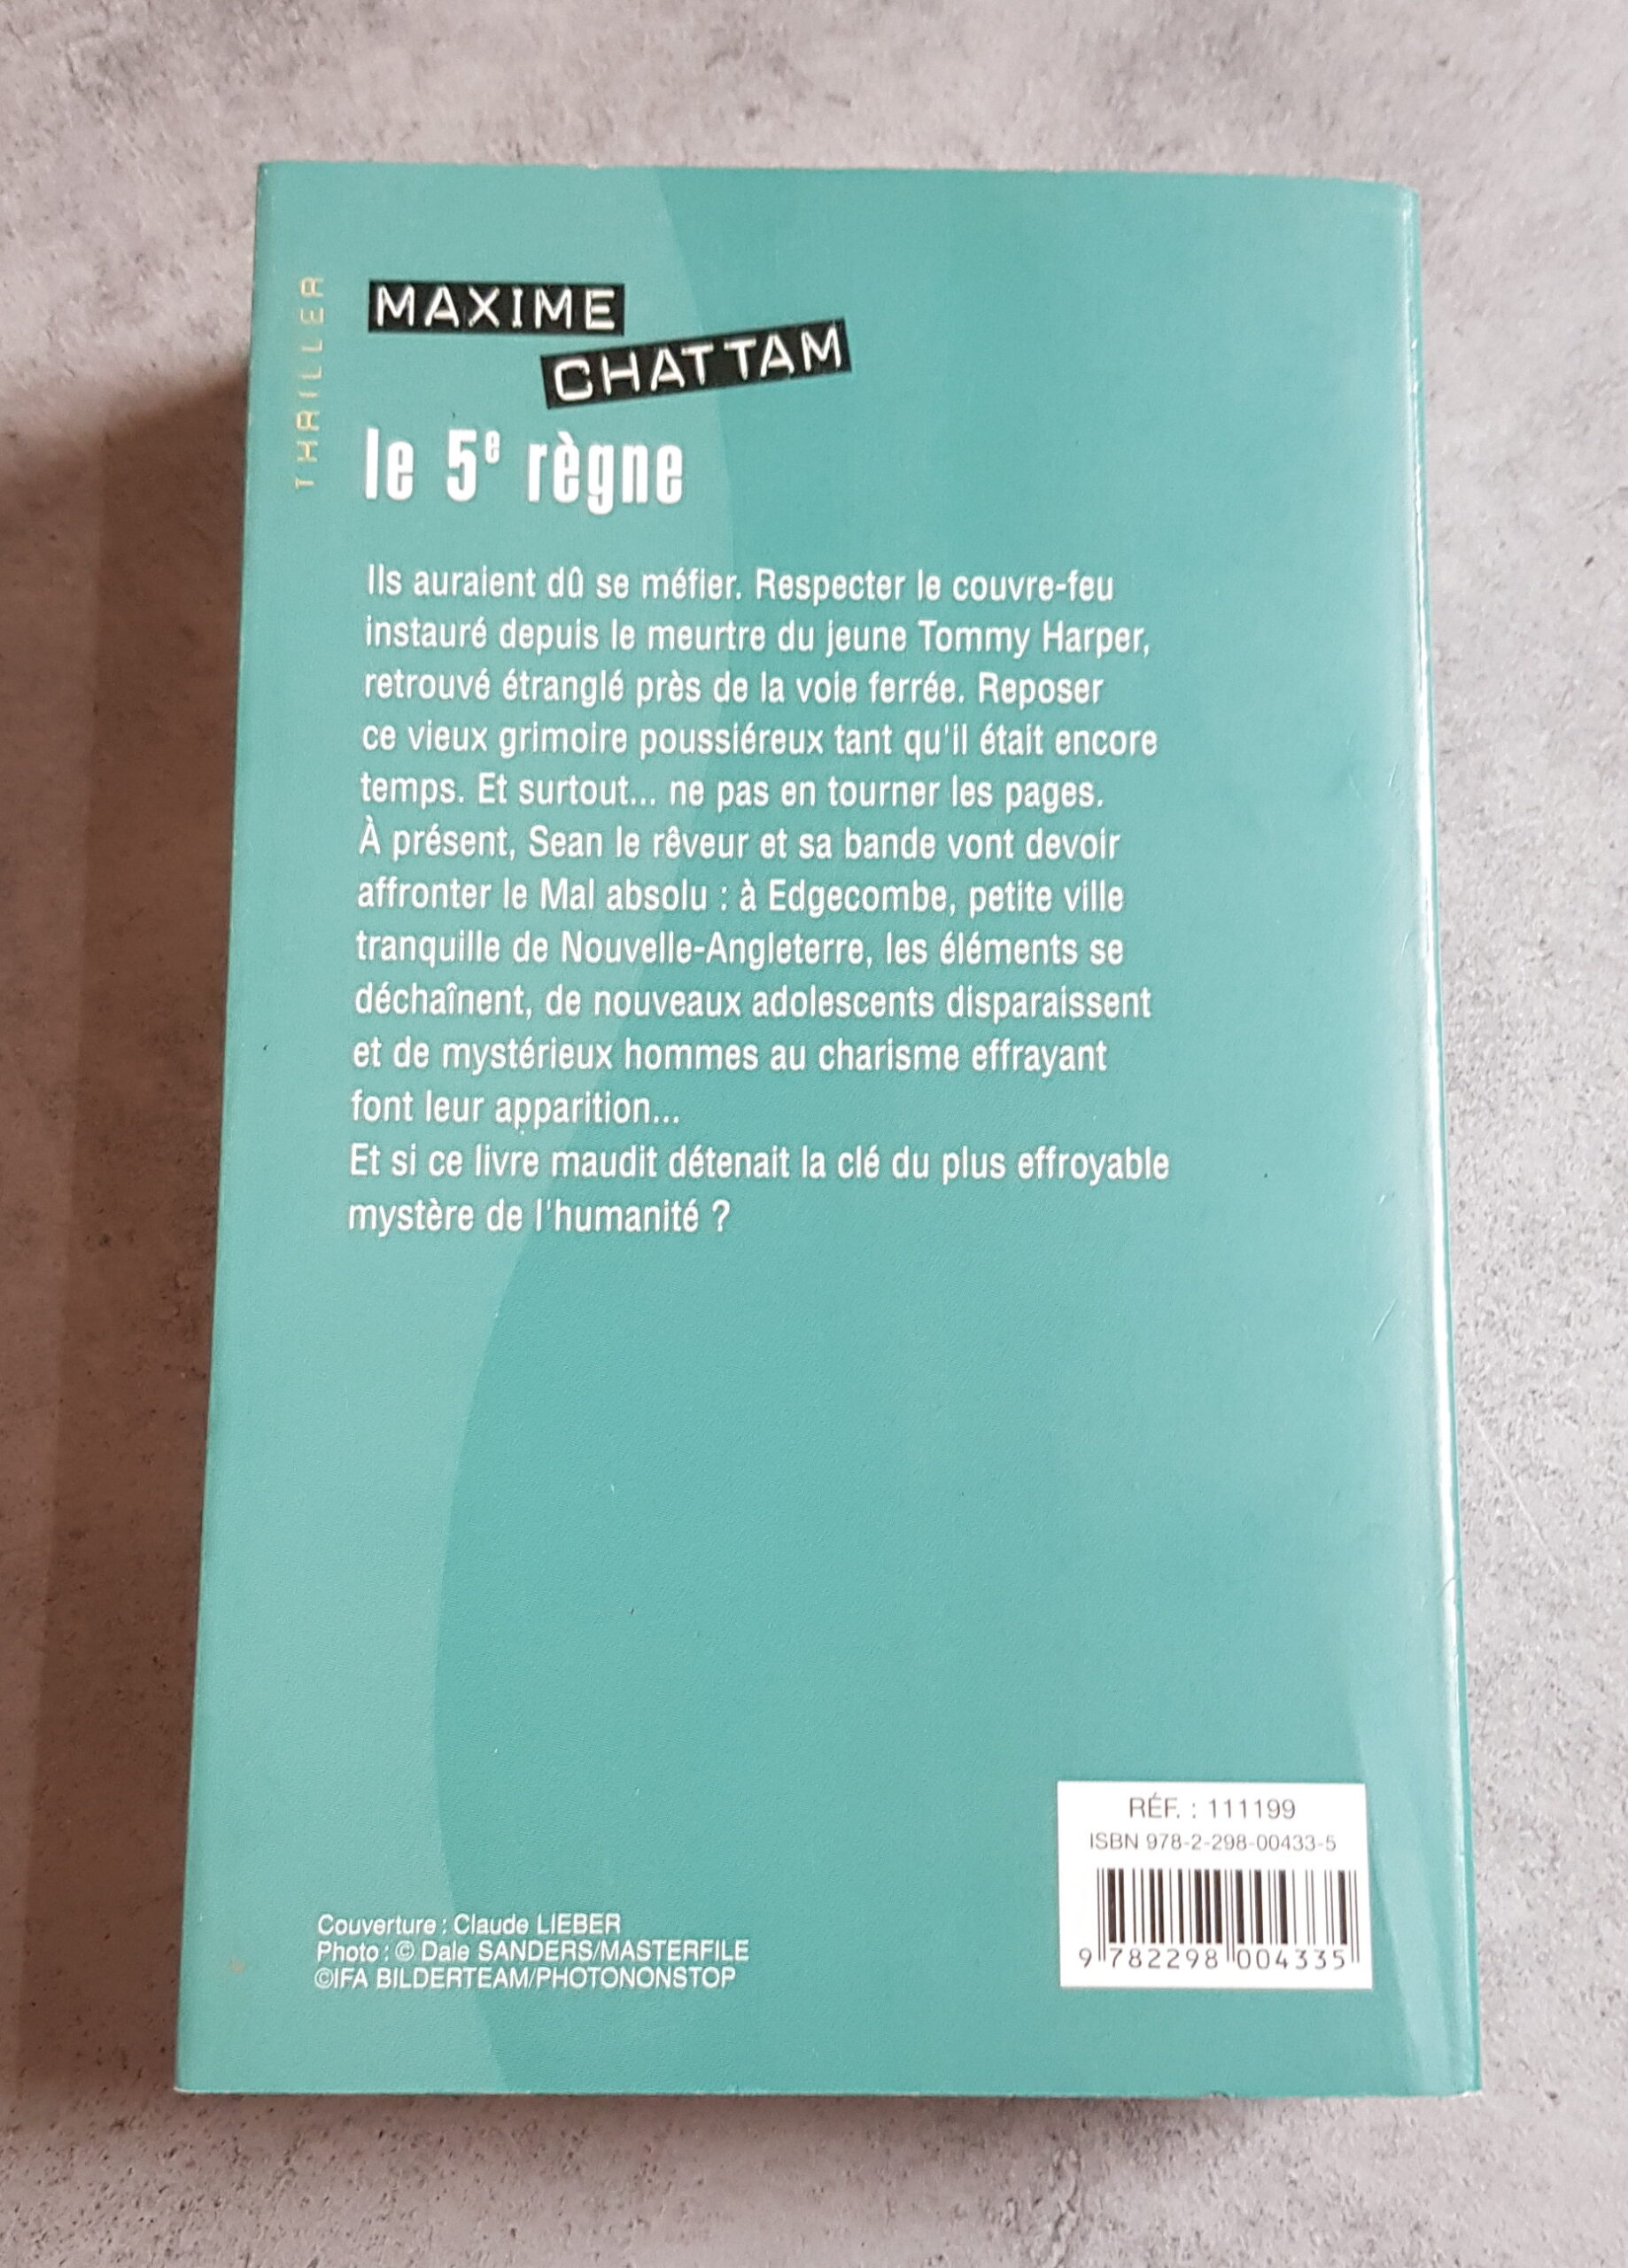 THRILLER
MAXIME
CHATTAM
le 5e règne
Ils auraient dû se méfier. Respecter le couvre-feu
instauré depuis le meurtre du jeune Tommy Harper,
retrouvé étranglé près de la voie ferrée. Reposer
ce vieux grimoire poussiéreux tant qu'il était encore
temps. Et surtout... ne pas en tourner les pages.
À présent, Sean le rêveur et sa bande vont devoir
affronter le Mal absolu : à Edgecombe, petite ville
tranquille de Nouvelle-Angleterre, les éléments se
déchaînent, de nouveaux adolescents disparaissent
et de mystérieux hommes au charisme effrayant
font leur apparition...
Et si ce livre maudit détenait la clé du plus effroyable
mystère de l'humanité ?
RÉF. : 111199
ISBN 978-2-298-00433-5
9 782298 004335
Couverture : Claude LIEBER
Photo : © Dale SANDERS/MASTERFILE
©IFA BILDERTEAM/PHOTONONSTOP